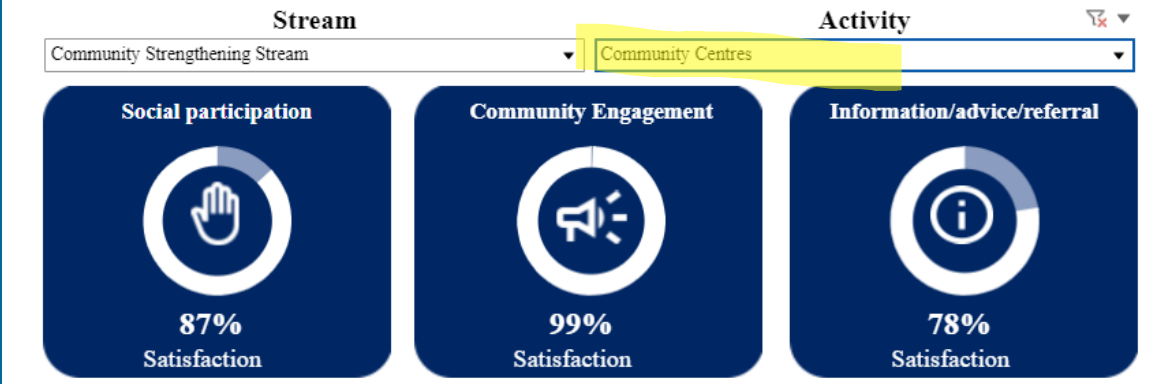 Stream Activity
Community Strengthening Stream Community Centres
Social participation Community Engagement Information/advice/referral
87% 99% 78%
Satisfaction Satisfaction Satisfaction